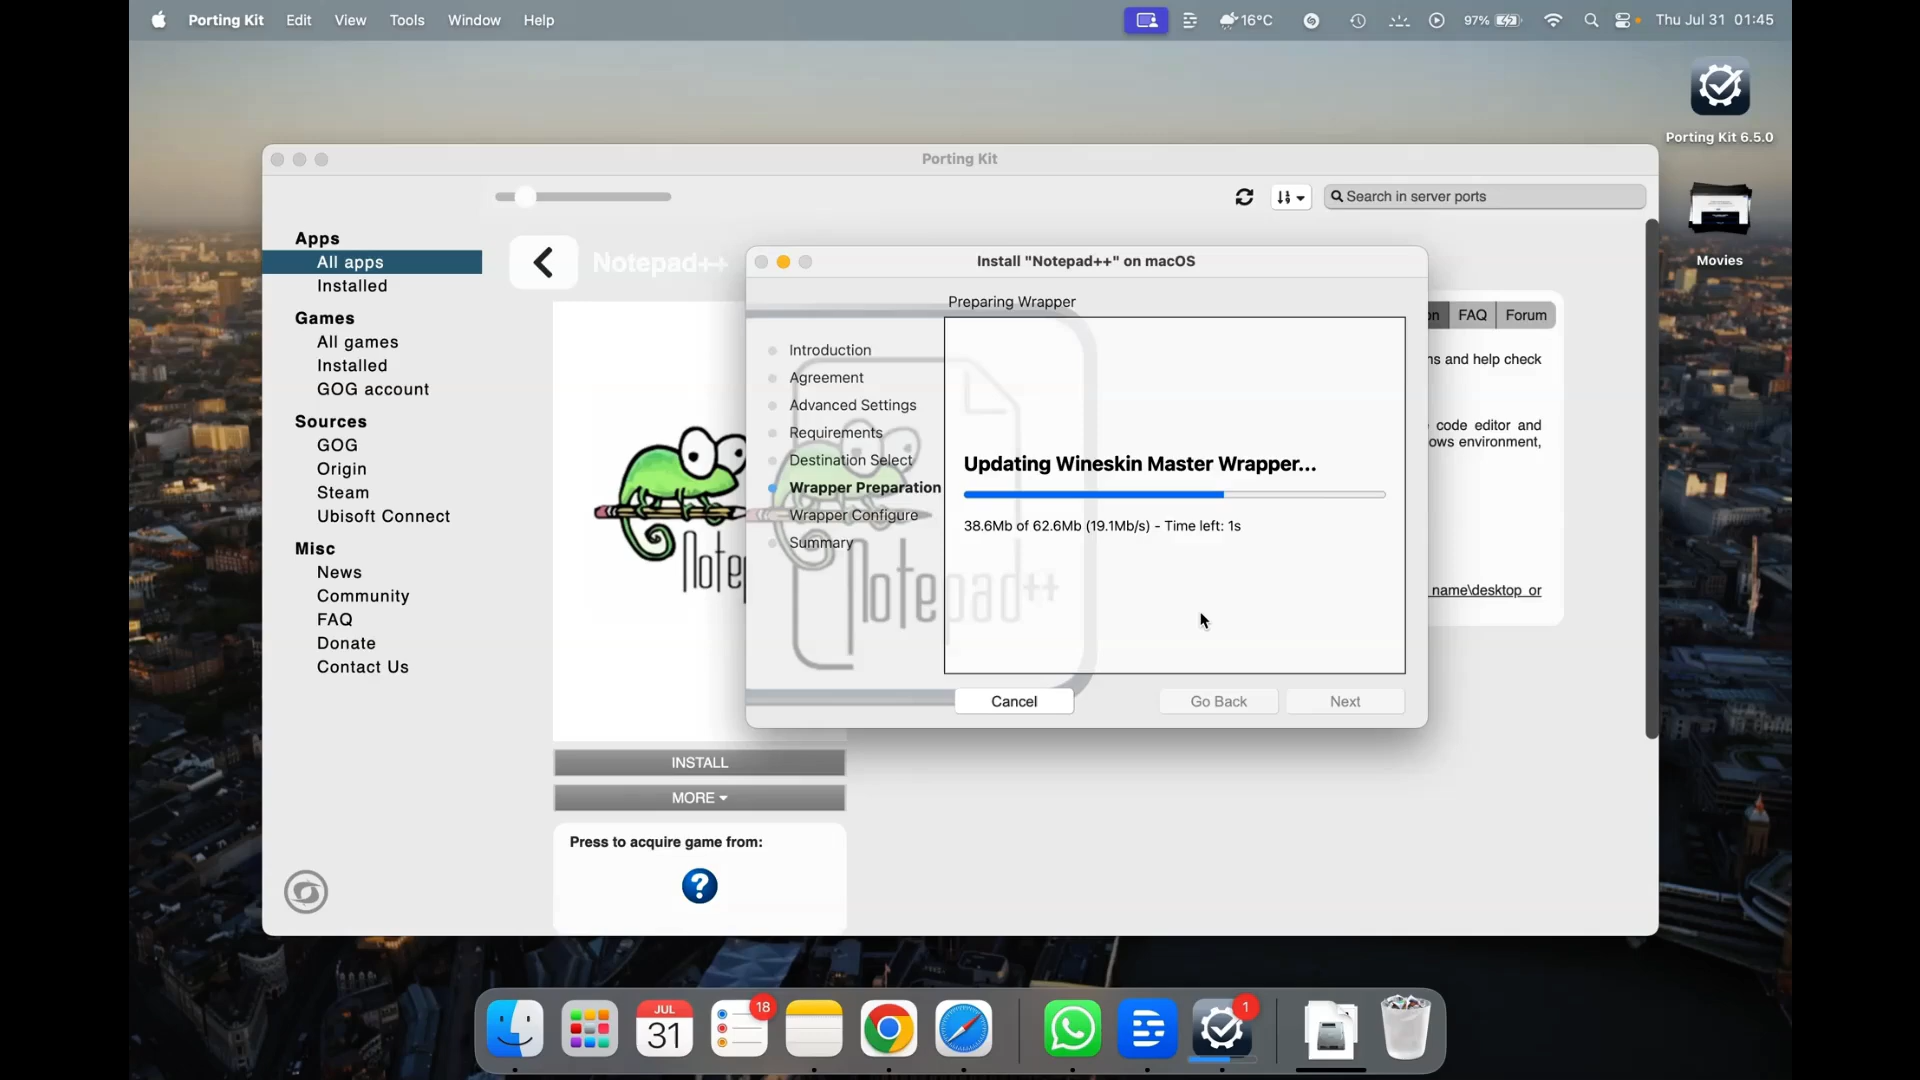 Porting Kit Edit View Tools Window Help
16°C 97% Thu Jul 31 01:45
Porting Kit 6.5.0
Movies
Porting Kit
Search in server ports
Apps
All apps
Installed
Games
All games
Installed
GOG account
Sources
GOG
Origin
Steam
Ubisoft Connect
Misc
News
Community
FAQ
Donate
Contact Us
Notepad++
on FAQ Forum
ns and help check
code editor and
ows environment,
name\desktop or
Note
INSTALL
MORE
Press to acquire game from:
?
Install "Notepad++" on macOS
Preparing Wrapper
Introduction
Agreement
Advanced Settings
Requirements
Destination Select
Wrapper Preparation
Wrapper Configure
Summary
Notepad++
Updating Wineskin Master Wrapper...
38.6Mb of 62.6Mb (19.1Mb/s) - Time left: 1s
Cancel Go Back Next
JUL
31
18
1